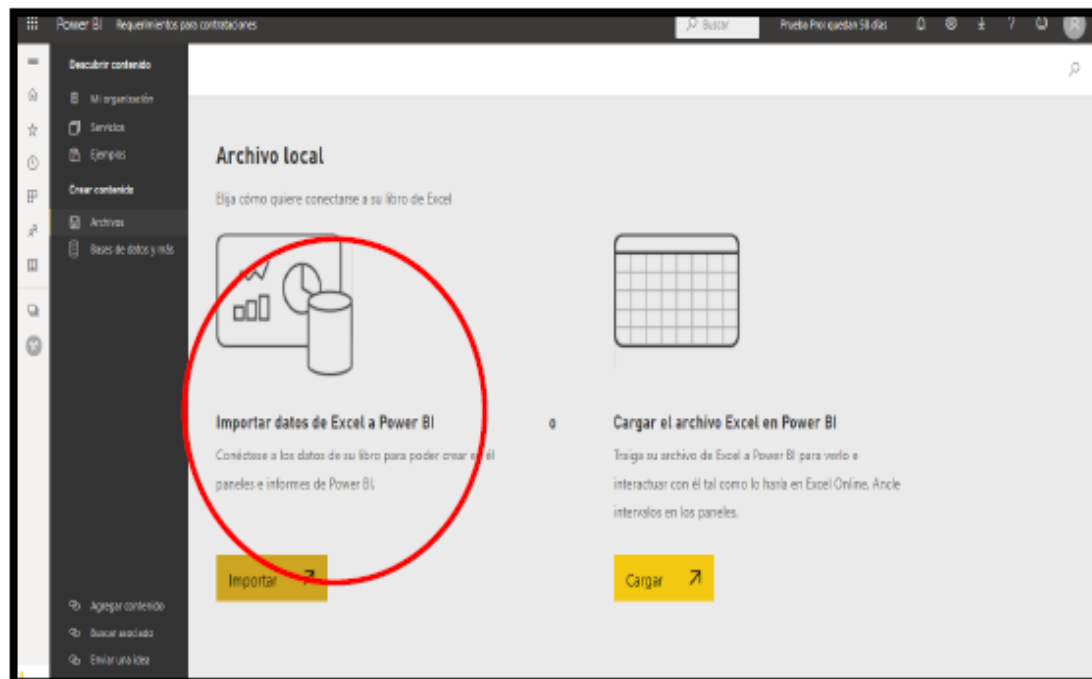 Power BI Requerimientos para contrataciones
Buscar
Prueba Pro: quedan 58 días
Descubrir contenido
Mi organización
Servicios
Ejemplos
Crear contenido
Archivos
Bases de datos y más
Agregar contenido
Buscar asociado
Enviar una idea
Archivo local
Elija cómo quiere conectarse a su libro de Excel
Importar datos de Excel a Power BI
Conéctese a los datos de su libro para poder crear en él
paneles e informes de Power BI.
Importar
o
Cargar el archivo Excel en Power BI
Traiga su archivo de Excel a Power BI para verlo e
interactuar con él tal como lo haría en Excel Online. Ancle
intervalos en los paneles.
Cargar